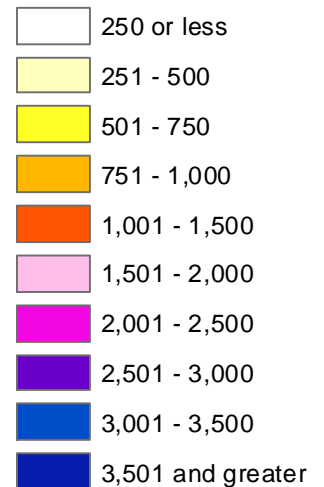 250 or less
251 - 500
501 - 750
751 - 1,000
1,001 - 1,500
1,501 - 2,000
2,001 - 2,500
2,501 - 3,000
3,001 - 3,500
3,501 and greater